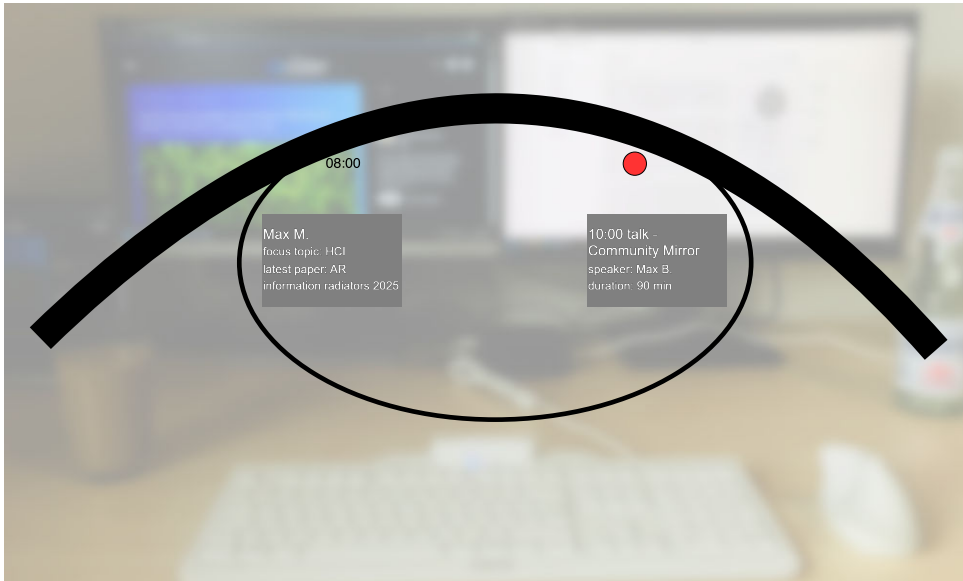 08:00
Max M.
focus topic: HCI
latest paper: AR
information radiators 2025
10:00 talk -
Community Mirror
speaker: Max B.
duration: 90 min